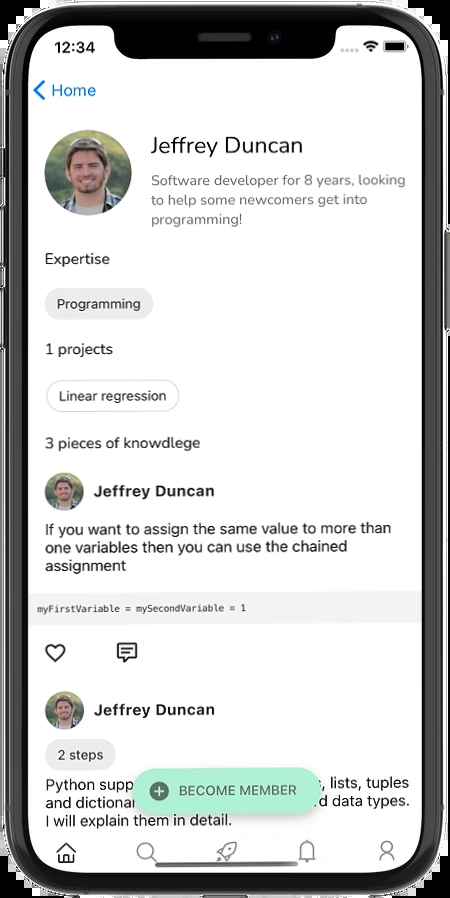 12:34
Home
Jeffrey Duncan
Software developer for 8 years, looking
to help some newcomers get into
programming!
Expertise
Programming
1 projects
Linear regression
3 pieces of knowdlege
Jeffrey Duncan
If you want to assign the same value to more than
one variables then you can use the chained
assignment
myFirstVariable = mySecondVariable = 1
Jeffrey Duncan
2 steps
Python supp , lists, tuples
and dictionar d data types.
I will explain them in detail.
BECOME MEMBER